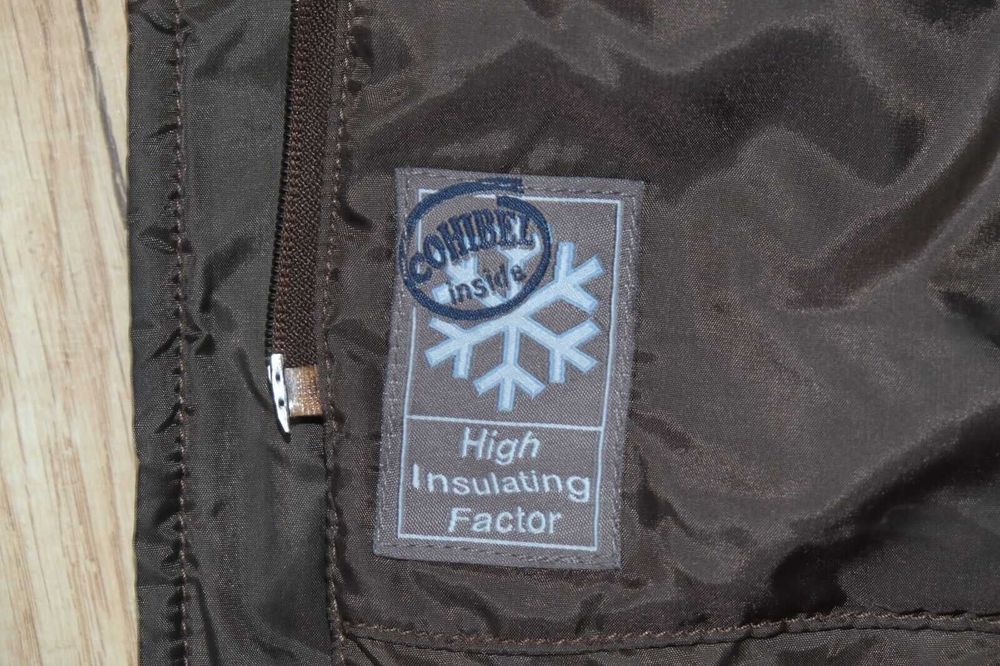 COHIBEL
inside
High
Insulating
Factor